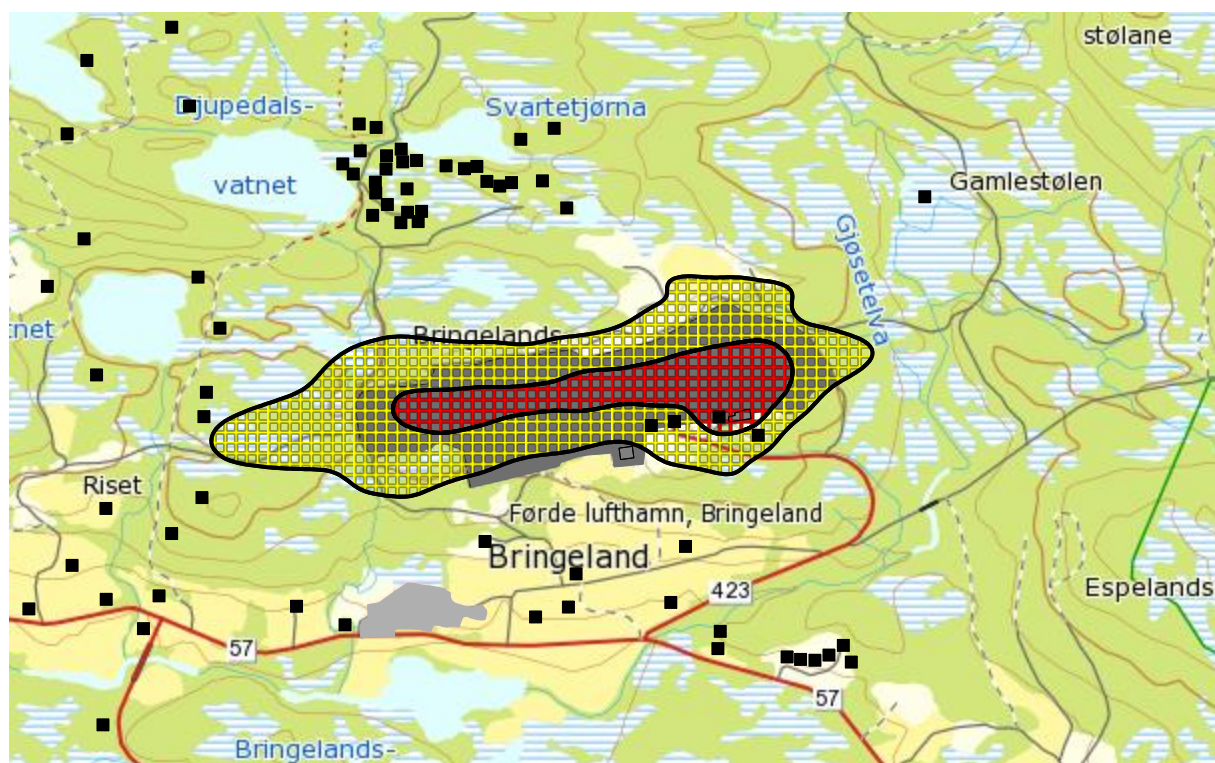 stølane
Djupedals-
Svartetjørna
vatnet
Gamlestølen
Gjøsetelva
tnet
Bringelands-
Riset
Førde lufthamn, Bringeland
Bringeland
423
Espelands
57
57
Bringelands-